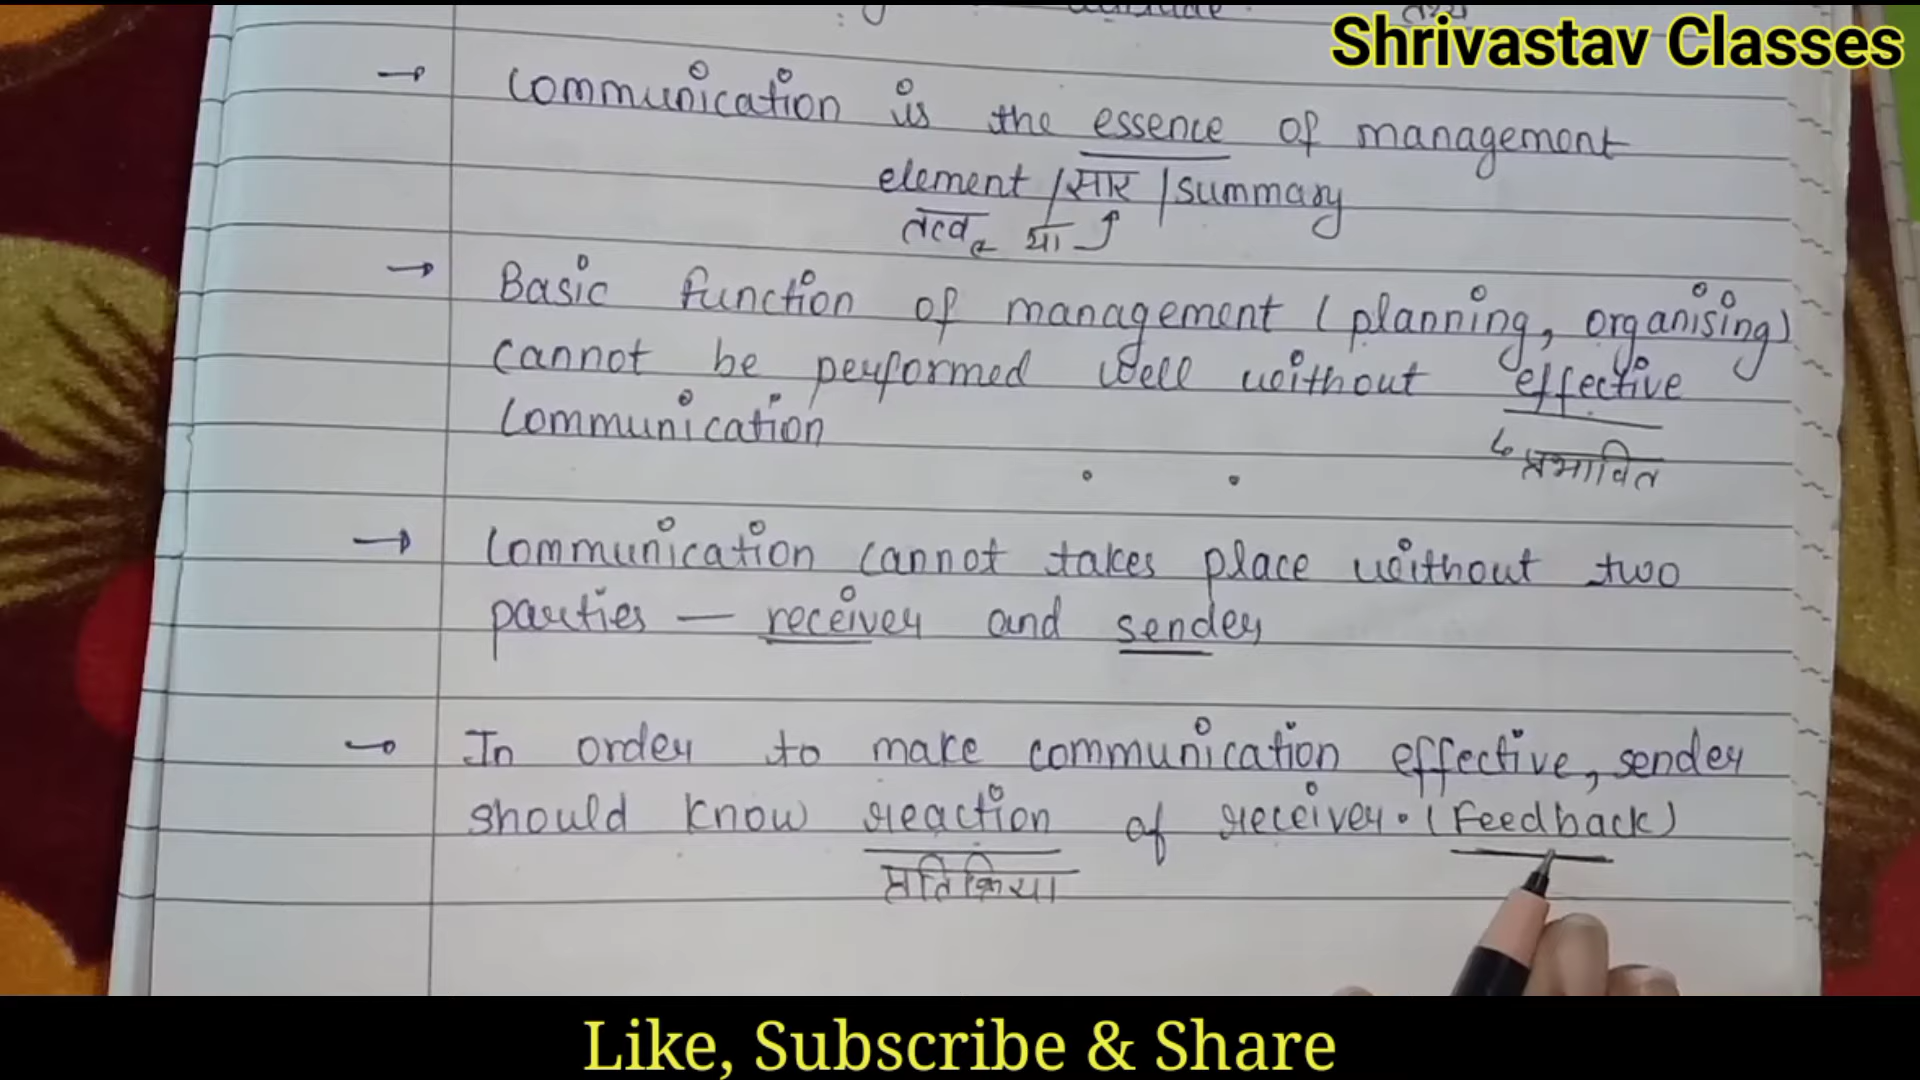 Shrivastav Classes
→ Communication is the essence of management
element / सार / summary
तत्व या
→ Basic function of management (planning, organising)
cannot be performed well without effective
communication
प्रभावित
→ Communication cannot takes place without two
parties — receiver and sender
→ In order to make communication effective, sender
should know reaction of receiver. (Feedback)
प्रतिक्रिया
Like, Subscribe & Share